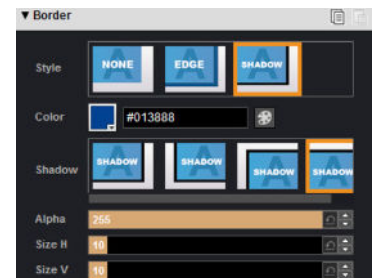 ▼ Border
Style NONE EDGE SHADOW
Color #013888
Shadow SHADOW SHADOW SHADOW SHADOW
Alpha 255
Size H 10
Size V 10